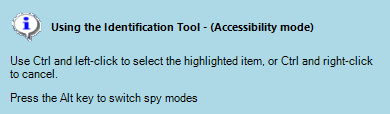 Using the Identification Tool - (Accessibility mode)
Use Ctrl and left-click to select the highlighted item, or Ctrl and right-click
to cancel.
Press the Alt key to switch spy modes